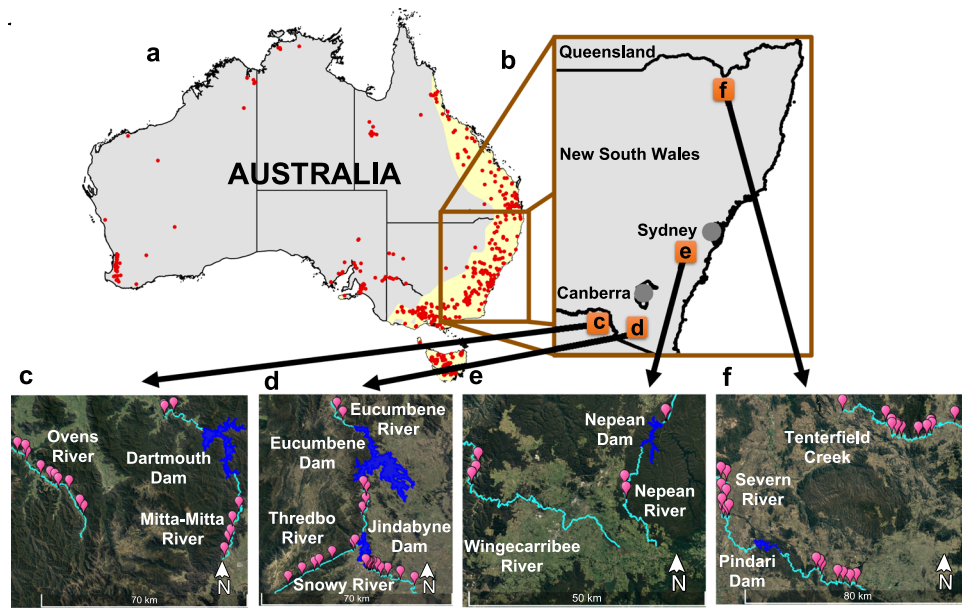 a
AUSTRALIA
b
Queensland
f
New South Wales
Sydney
e
Canberra
c
d
c
Ovens
River
Dartmouth
Dam
Mitta-Mitta
River
N
70 km
d
Eucumbene
River
Eucumbene
Dam
Thredbo
River
Jindabyne
Dam
Snowy River
N
70 km
e
Nepean
Dam
Nepean
River
Wingecarribee
River
N
50 km
f
Tenterfield
Creek
Severn
River
Pindari
Dam
N
80 km